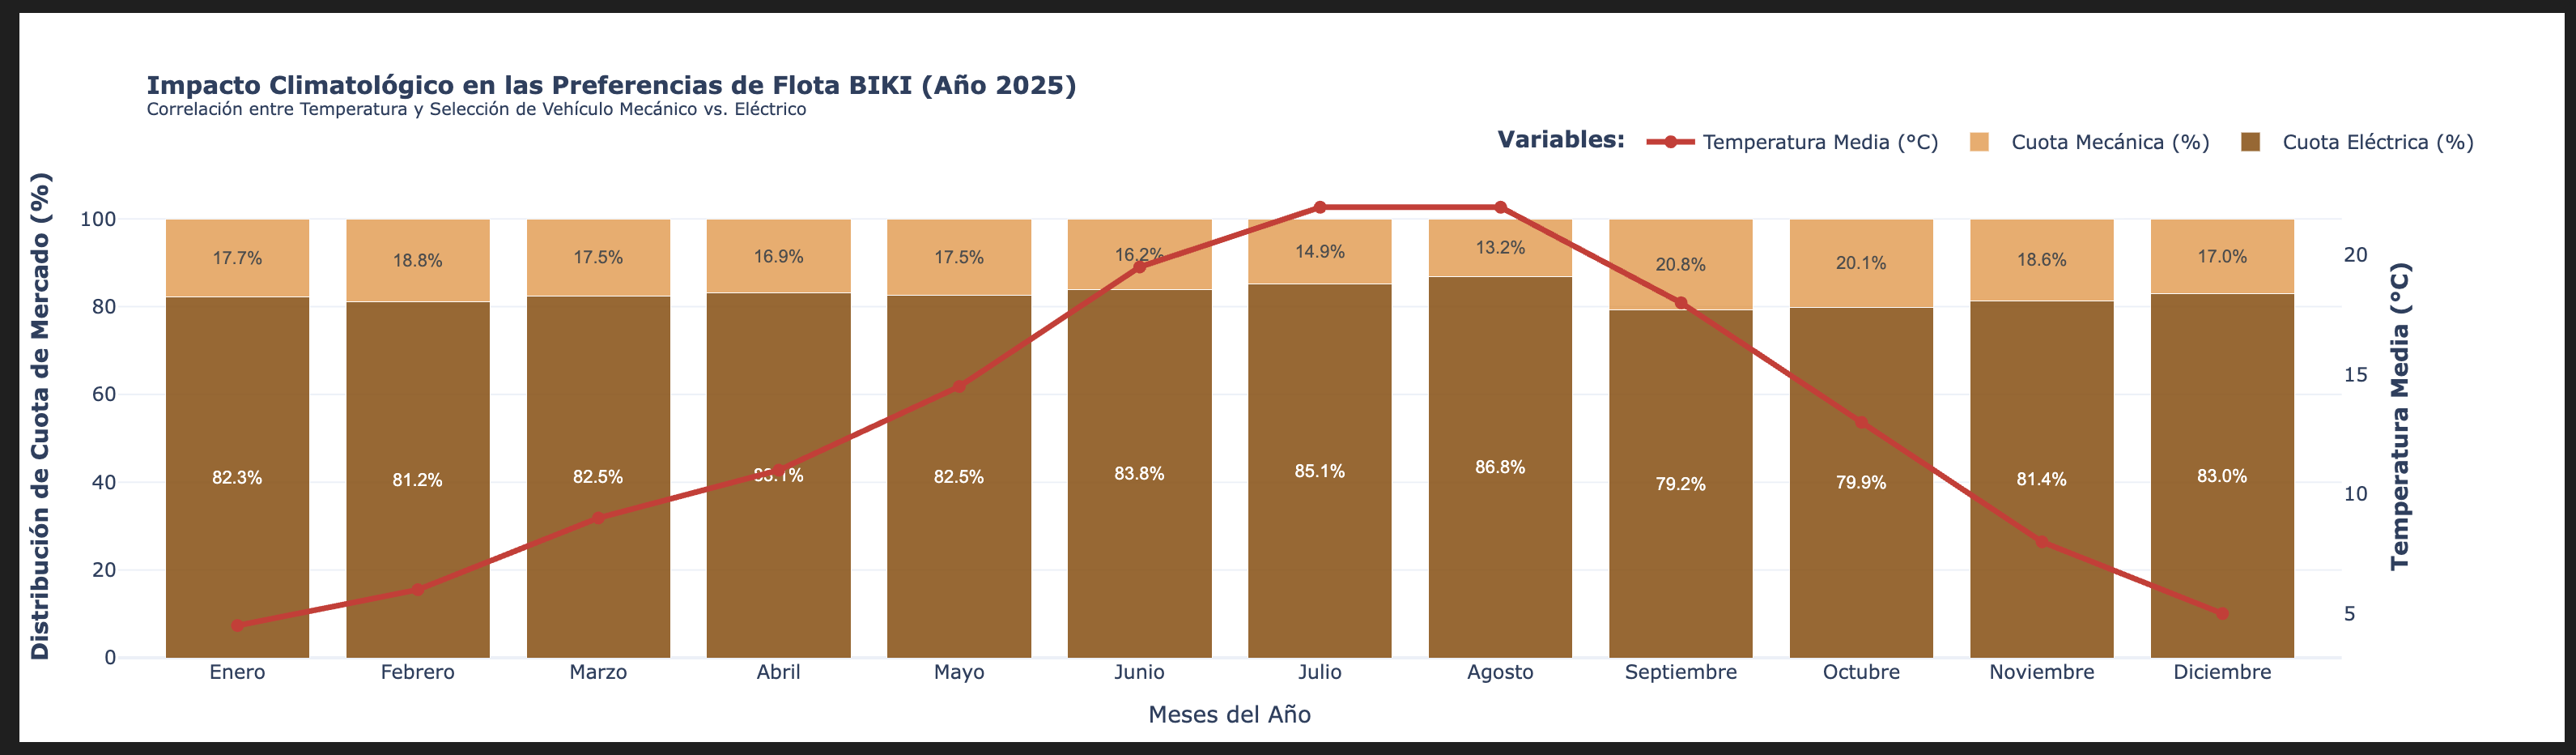 Impacto Climatológico en las Preferencias de Flota BIKI (Año 2025)
Correlación entre Temperatura y Selección de Vehículo Mecánico vs. Eléctrico
Variables: Temperatura Media (°C) Cuota Mecánica (%) Cuota Eléctrica (%)
Distribución de Cuota de Mercado (%)
100
80
60
40
20
0
17.7% 18.8% 17.5% 16.9% 17.5% 16.2% 14.9% 13.2% 20.8% 20.1% 18.6% 17.0%
82.3% 81.2% 82.5% 83.1% 82.5% 83.8% 85.1% 86.8% 79.2% 79.9% 81.4% 83.0%
20
15
10
5
Temperatura Media (°C)
Enero Febrero Marzo Abril Mayo Junio Julio Agosto Septiembre Octubre Noviembre Diciembre
Meses del Año